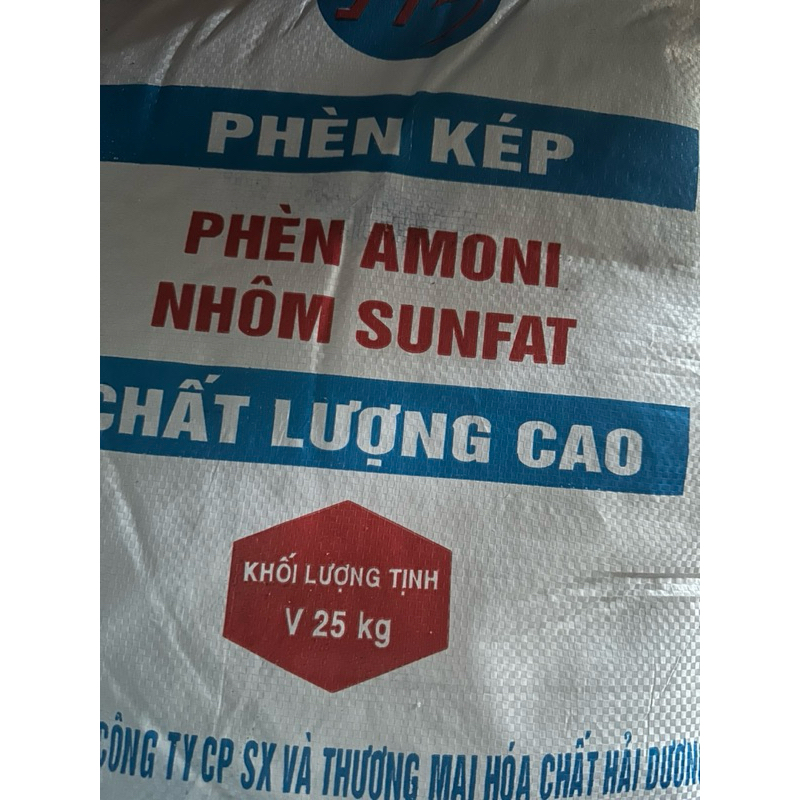 PHÈN KÉP
PHÈN AMONI
NHÔM SUNFAT
CHẤT LƯỢNG CAO
KHỐI LƯỢNG TỊNH
V 25 kg
CÔNG TY CP SX VÀ THƯƠNG MẠI HÓA CHẤT HẢI DƯƠNG